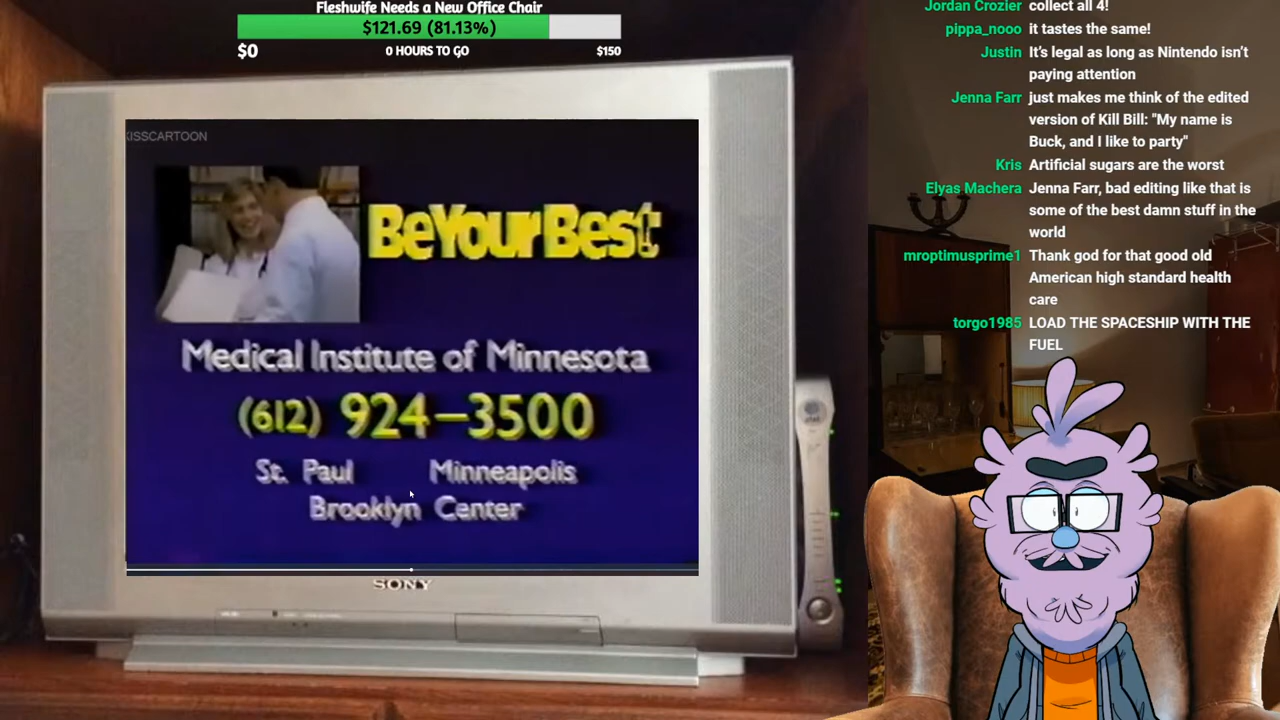 Fleshwife Needs a New Office Chair
$121.69 (81.13%)
$0
0 HOURS TO GO
$150
KISSCARTOON
BeYourBest
Medical Institute of Minnesota
(612) 924-3500
St. Paul Minneapolis
Brooklyn Center
SONY
Jordan Crozier collect all 4!
pippa_nooo it tastes the same!
Justin It’s legal as long as Nintendo isn’t
paying attention
Jenna Farr just makes me think of the edited
version of Kill Bill: "My name is
Buck, and I like to party"
Kris Artificial sugars are the worst
Elyas Machera Jenna Farr, bad editing like that is
some of the best damn stuff in the
world
mroptimusprime1 Thank god for that good old
American high standard health
care
torgo1985 LOAD THE SPACESHIP WITH THE
FUEL